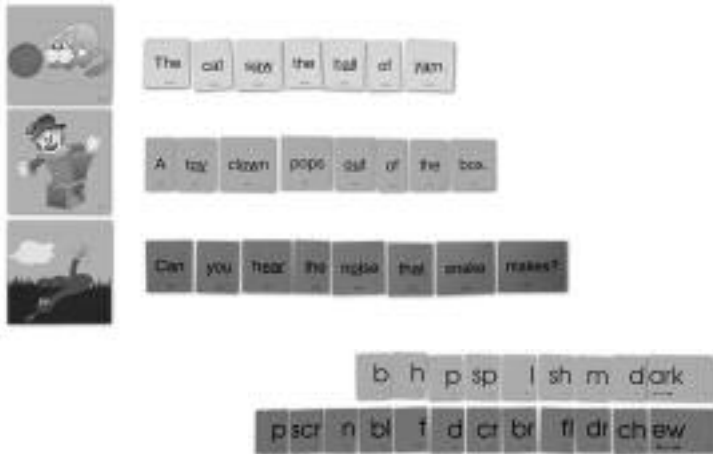 The cat saw the ball of yarn
A toy clown pops out of the box.
Can you hear the noise that snake makes?
b h p sp l sh m d ark
p scr n bl f d cr br fl dr ch ew